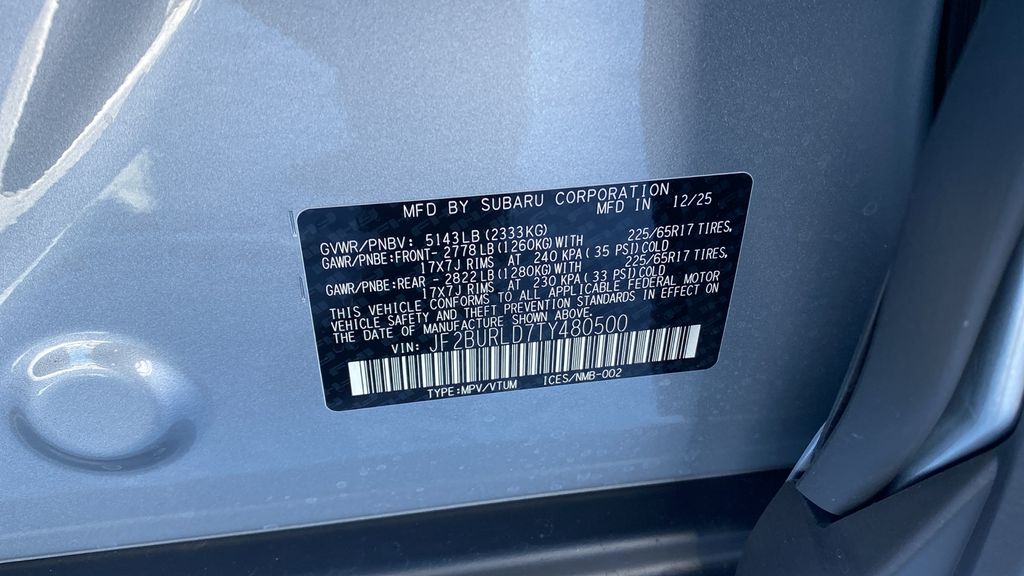 MFD BY SUBARU CORPORATION
MFD IN 12/25
GVWR/PNBV: 5143LB(2333KG)
GAWR/PNBE:FRONT- 2778LB(1260KG)WITH 225/65R17 TIRES,
17X7J RIMS AT 240 KPA(35 PSI)COLD
GAWR/PNBE:REAR - 2822LB(1280KG)WITH 225/65R17 TIRES,
17X7J RIMS AT 230 KPA(33 PSI)COLD
THIS VEHICLE CONFORMS TO ALL APPLICABLE FEDERAL MOTOR
VEHICLE SAFETY AND THEFT PREVENTION STANDARDS IN EFFECT ON
THE DATE OF MANUFACTURE SHOWN ABOVE.
VIN: JF2BURLD7TY480500
TYPE:MPV/VTUM ICES/NMB-002